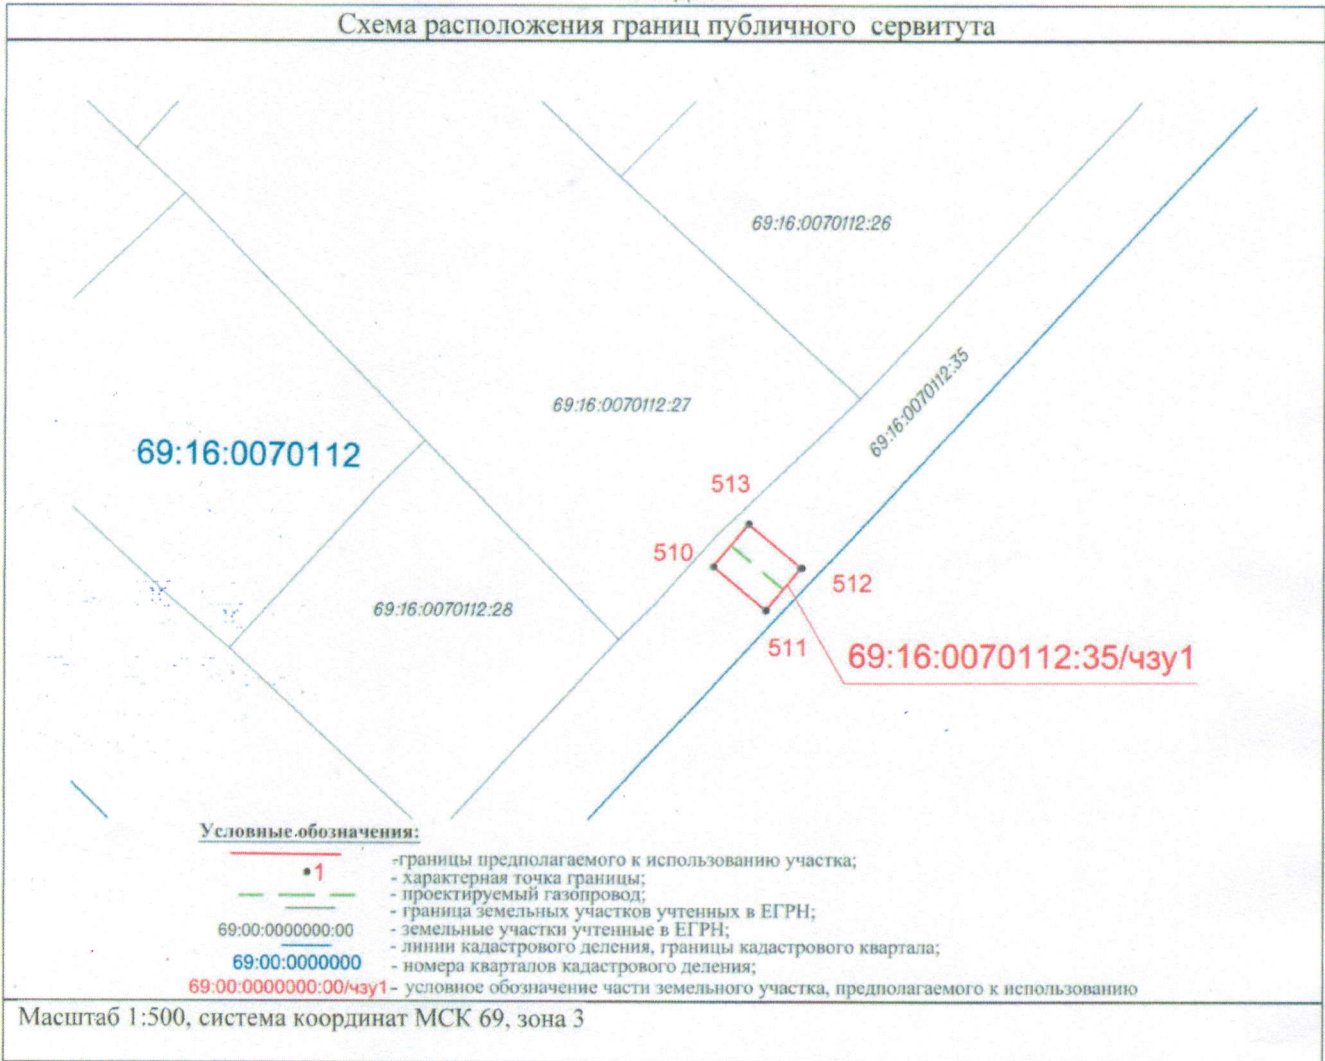 Схема расположения границ публичного сервитута
69:16:0070112:26
69:16:0070112:35
69:16:0070112:27
69:16:0070112
513
510
512
69:16:0070112:28
511
69:16:0070112:35/чзу1
Условные обозначения:
-границы предполагаемого к использованию участка;
1 - характерная точка границы;
- проектируемый газопровод;
- граница земельных участков учтенных в ЕГРН;
69:00:0000000:00 - земельные участки учтенные в ЕГРН;
- линии кадастрового деления, границы кадастрового квартала;
69:00:0000000 - номера кварталов кадастрового деления;
69:00:0000000:00/чзу1 - условное обозначение части земельного участка, предполагаемого к использованию
Масштаб 1:500, система координат МСК 69, зона 3